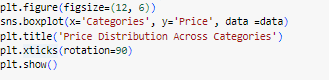 plt.figure(figsize=(12, 6))
sns.boxplot(x='Categories', y='Price', data =data)
plt.title('Price Distribution Across Categories')
plt.xticks(rotation=90)
plt.show()